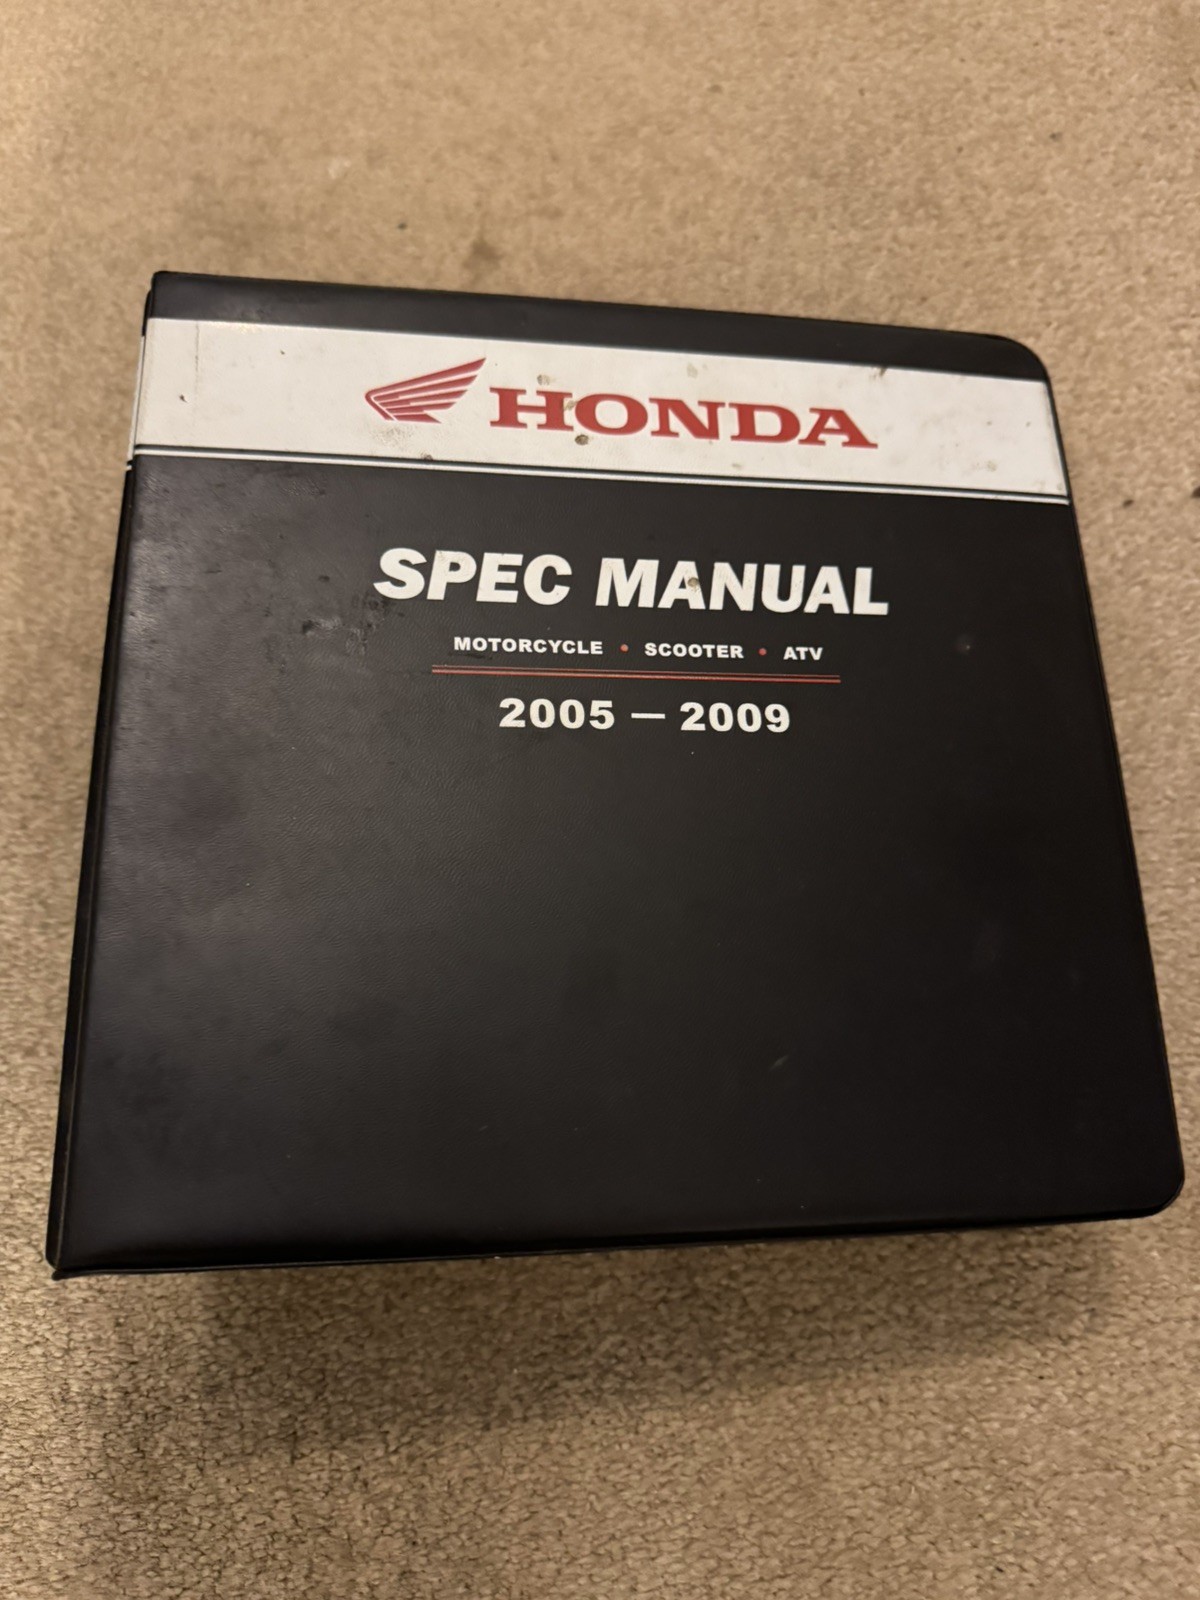 HONDA
SPEC MANUAL
MOTORCYCLE • SCOOTER • ATV
2005 — 2009